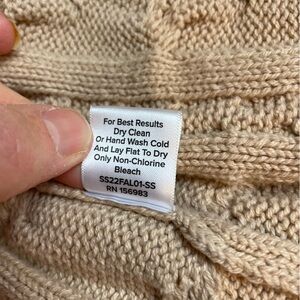 For Best Results
Dry Clean
Or Hand Wash Cold
And Lay Flat To Dry
Only Non-Chlorine
Bleach
SS22FAL01-SS
RN 156983